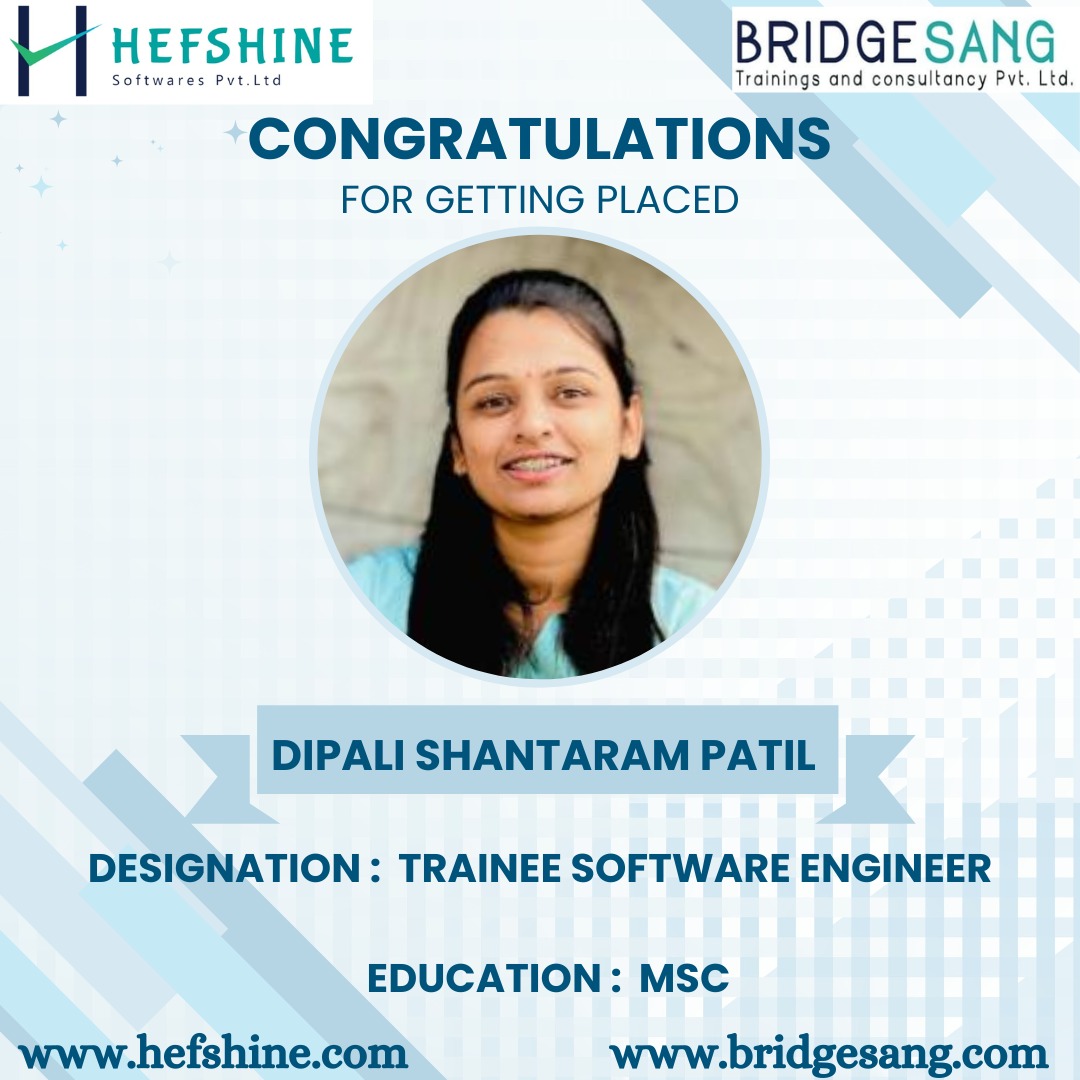 HEFSHINE
Softwares Pvt.Ltd
BRIDGESANG
Trainings and consultancy Pvt. Ltd.
CONGRATULATIONS
FOR GETTING PLACED
DIPALI SHANTARAM PATIL
DESIGNATION : TRAINEE SOFTWARE ENGINEER
EDUCATION : MSC
www.hefshine.com
www.bridgesang.com